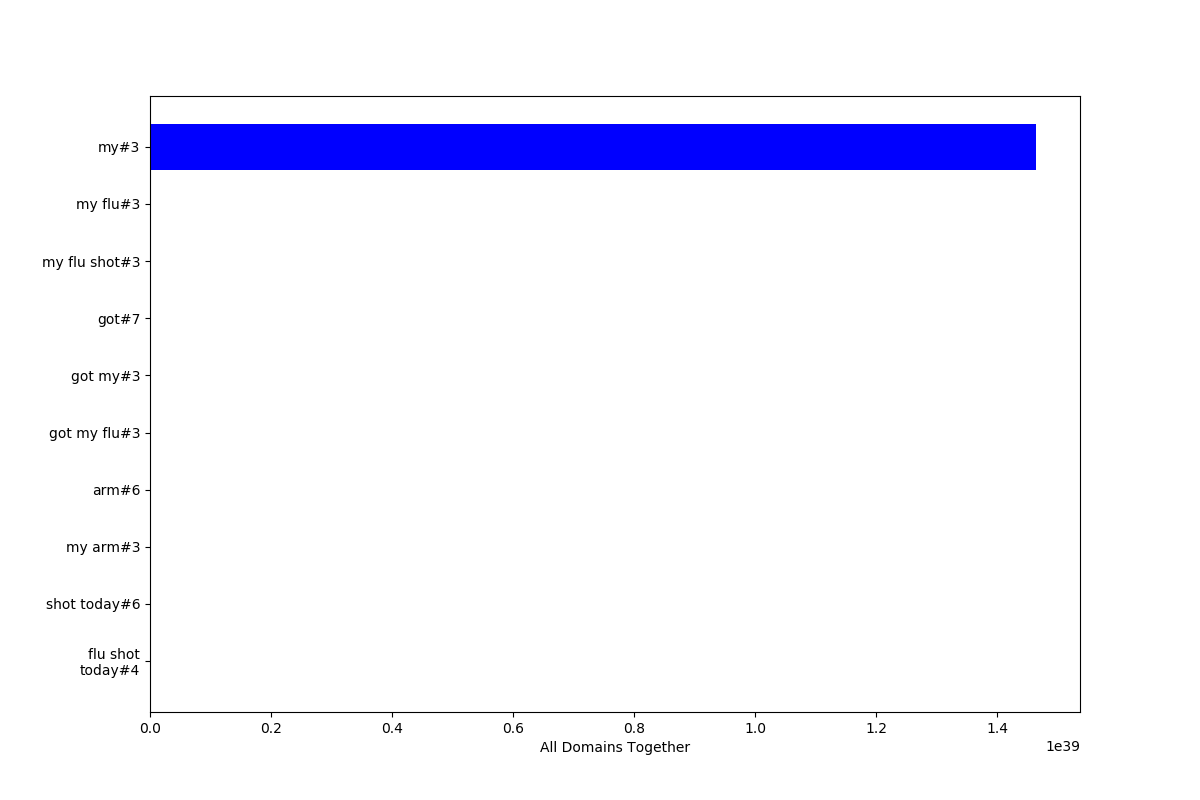 my#3
my flu#3
my flu shot#3
got#7
got my#3
got my flu#3
arm#6
my arm#3
shot today#6
flu shot
today#4
0.0 0.2 0.4 0.6 0.8 1.0 1.2 1.4
All Domains Together
1e39